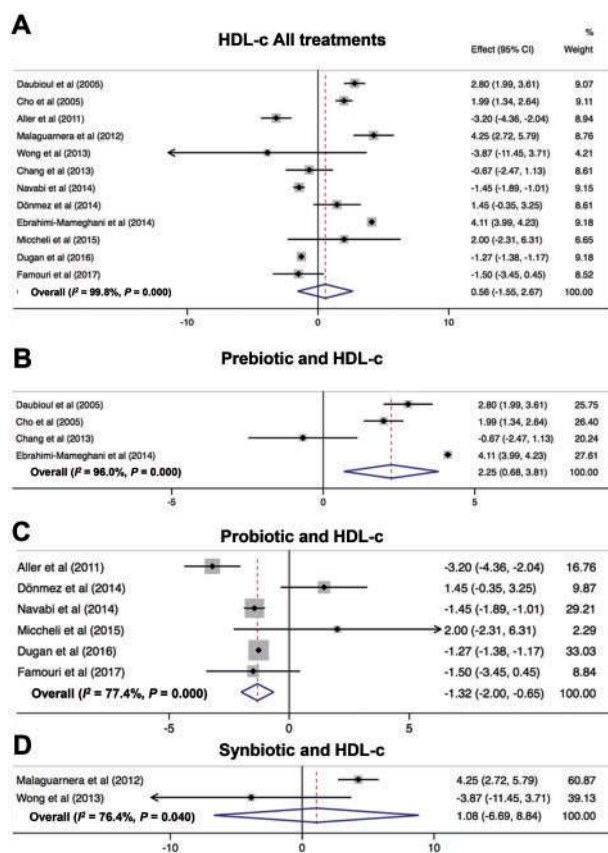 A
HDL-c All treatments
%
Effect (95% CI) Weight
Daubioul et al (2005) 2.80 (1.99, 3.61) 9.07
Cho et al (2005) 1.99 (1.34, 2.64) 9.11
Aller et al (2011) -3.20 (-4.36, -2.04) 8.94
Malaguarnera et al (2012) 4.25 (2.72, 5.79) 8.76
Wong et al (2013) -3.87 (-11.45, 3.71) 4.21
Chang et al (2013) -0.67 (-2.47, 1.13) 8.61
Navabi et al (2014) -1.45 (-1.89, -1.01) 9.15
Dönmez et al (2014) 1.45 (-0.35, 3.25) 8.61
Ebrahimi-Mameghani et al (2014) 4.11 (3.99, 4.23) 9.18
Miccheli et al (2015) 2.00 (-2.31, 6.31) 6.65
Dugan et al (2016) -1.27 (-1.38, -1.17) 9.18
Famouri et al (2017) -1.50 (-3.45, 0.45) 8.52
Overall (I² = 99.8%, P = 0.000) 0.56 (-1.55, 2.67) 100.00
-10 0 10
B
Prebiotic and HDL-c
Daubioul et al (2005) 2.80 (1.99, 3.61) 25.75
Cho et al (2005) 1.99 (1.34, 2.64) 26.40
Chang et al (2013) -0.67 (-2.47, 1.13) 20.24
Ebrahimi-Mameghani et al (2014) 4.11 (3.99, 4.23) 27.61
Overall (I² = 96.0%, P = 0.000) 2.25 (0.68, 3.81) 100.00
-5 0 5
C
Probiotic and HDL-c
Aller et al (2011) -3.20 (-4.36, -2.04) 16.76
Dönmez et al (2014) 1.45 (-0.35, 3.25) 9.87
Navabi et al (2014) -1.45 (-1.89, -1.01) 29.21
Miccheli et al (2015) 2.00 (-2.31, 6.31) 2.29
Dugan et al (2016) -1.27 (-1.38, -1.17) 33.03
Famouri et al (2017) -1.50 (-3.45, 0.45) 8.84
Overall (I² = 77.4%, P = 0.000) -1.32 (-2.00, -0.65) 100.00
-5 0 5
D
Synbiotic and HDL-c
Malaguarnera et al (2012) 4.25 (2.72, 5.79) 60.87
Wong et al (2013) -3.87 (-11.45, 3.71) 39.13
Overall (I² = 76.4%, P = 0.040) 1.08 (-6.69, 8.84) 100.00
-10 0 10